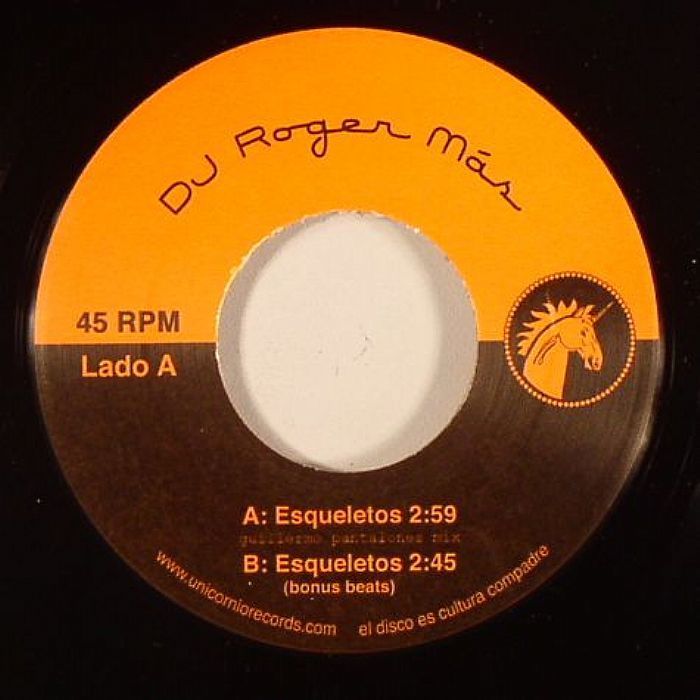 DJ Roger Más
45 RPM
Lado A
A: Esqueletos 2:59
guillermo pantalones mix
B: Esqueletos 2:45
(bonus beats)
www.unicorniorecords.com
el disco es cultura compadre